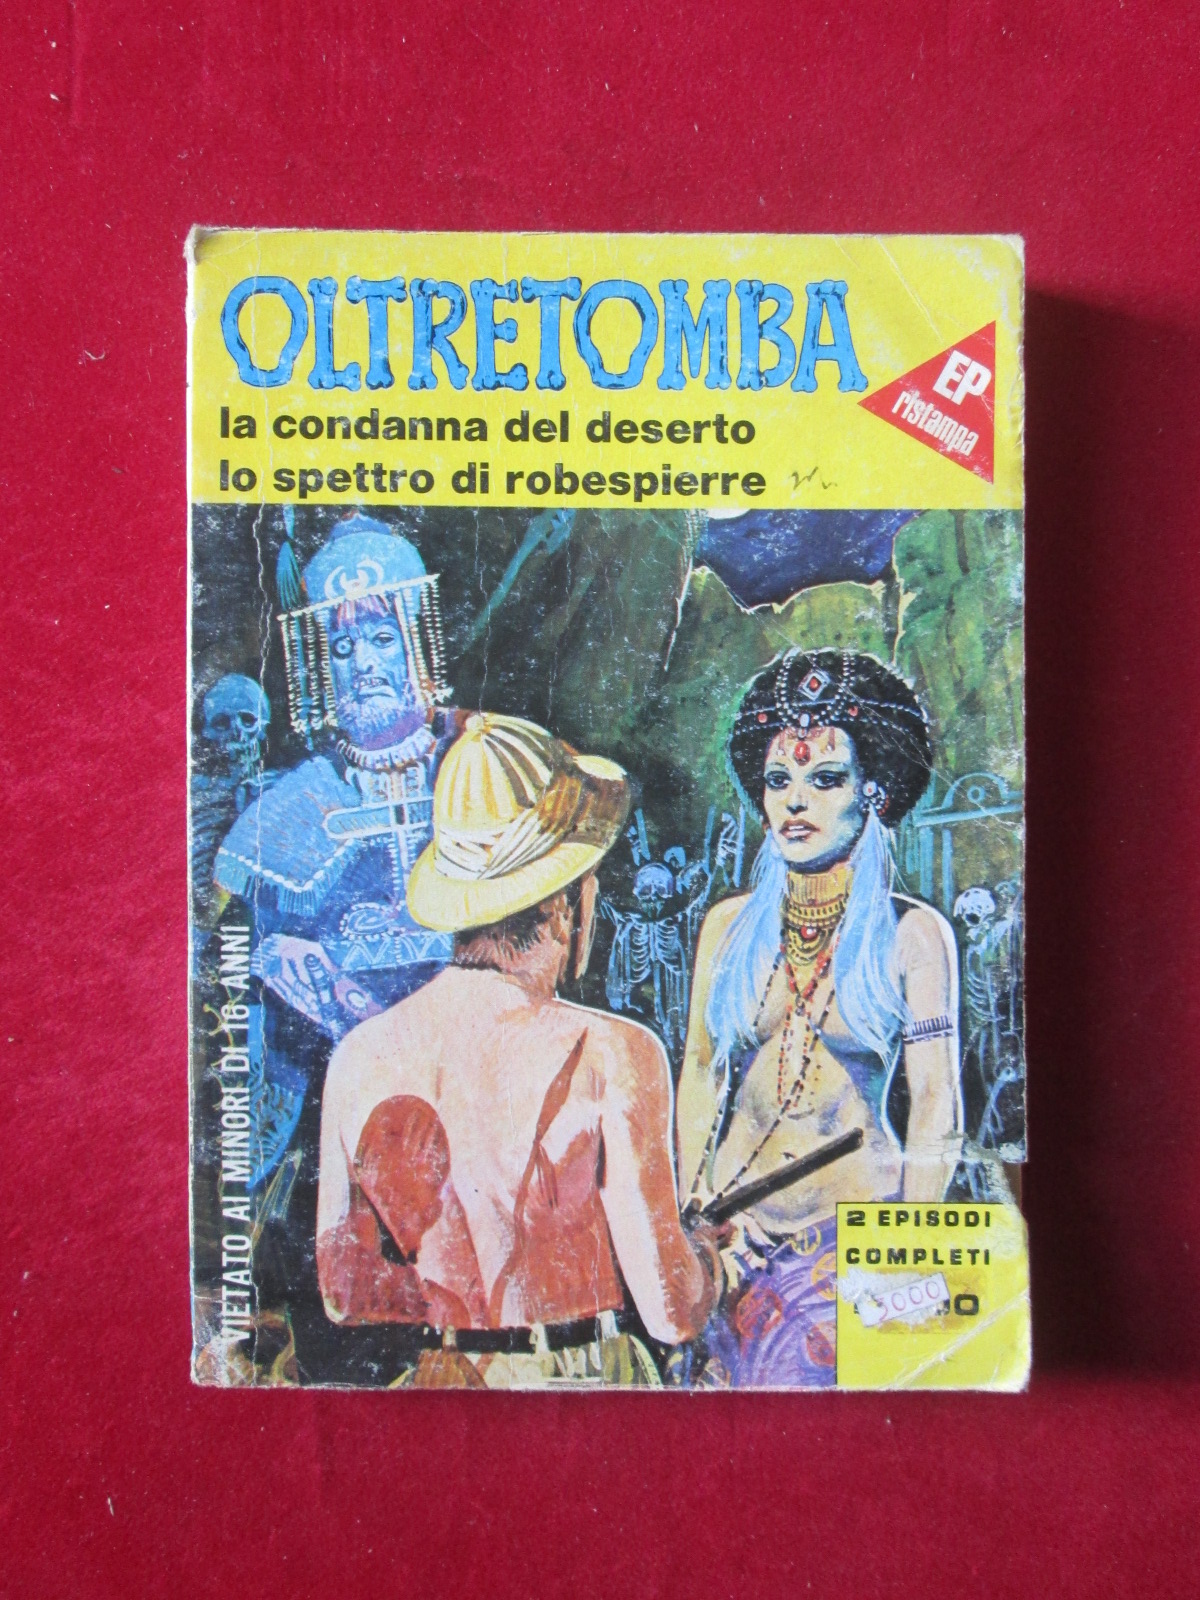 OLTRETOMBA
EP
ristampa
la condanna del deserto
lo spettro di robespierre
VIETATO AI MINORI DI 16 ANNI
2 EPISODI
COMPLETI
3000